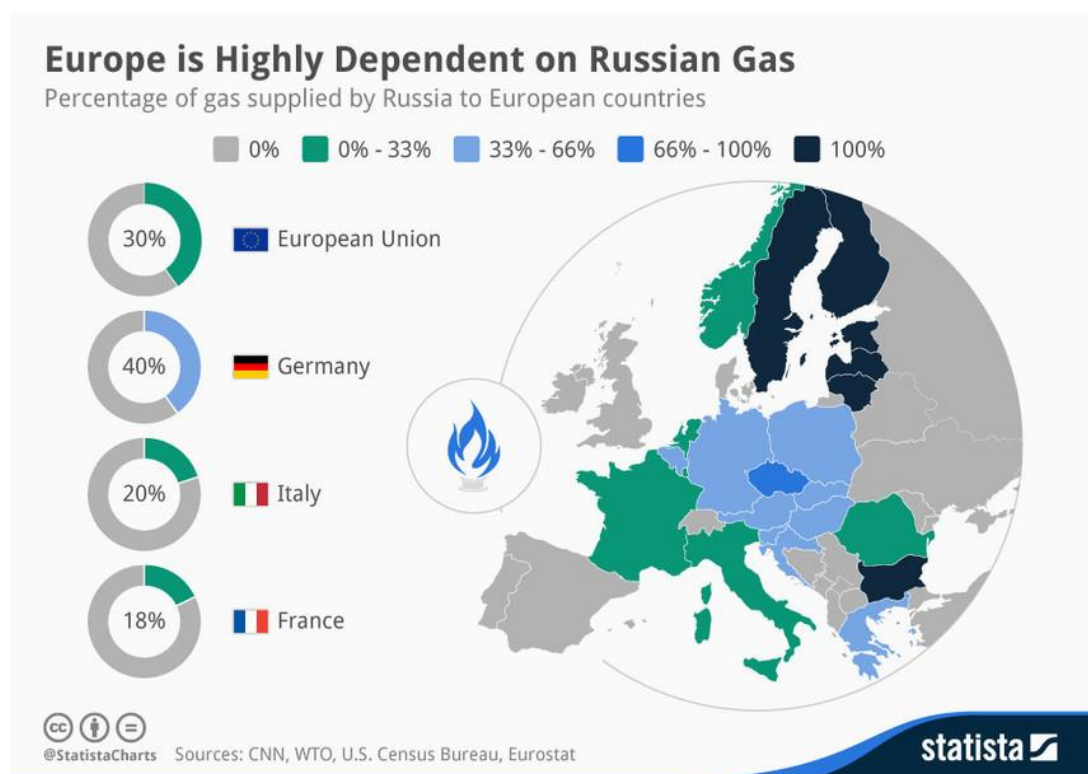 Europe is Highly Dependent on Russian Gas
Percentage of gas supplied by Russia to European countries
0% 0% - 33% 33% - 66% 66% - 100% 100%
30% European Union
40% Germany
20% Italy
18% France
cc
@StatistaCharts Sources: CNN, WTO, U.S. Census Bureau, Eurostat
statista